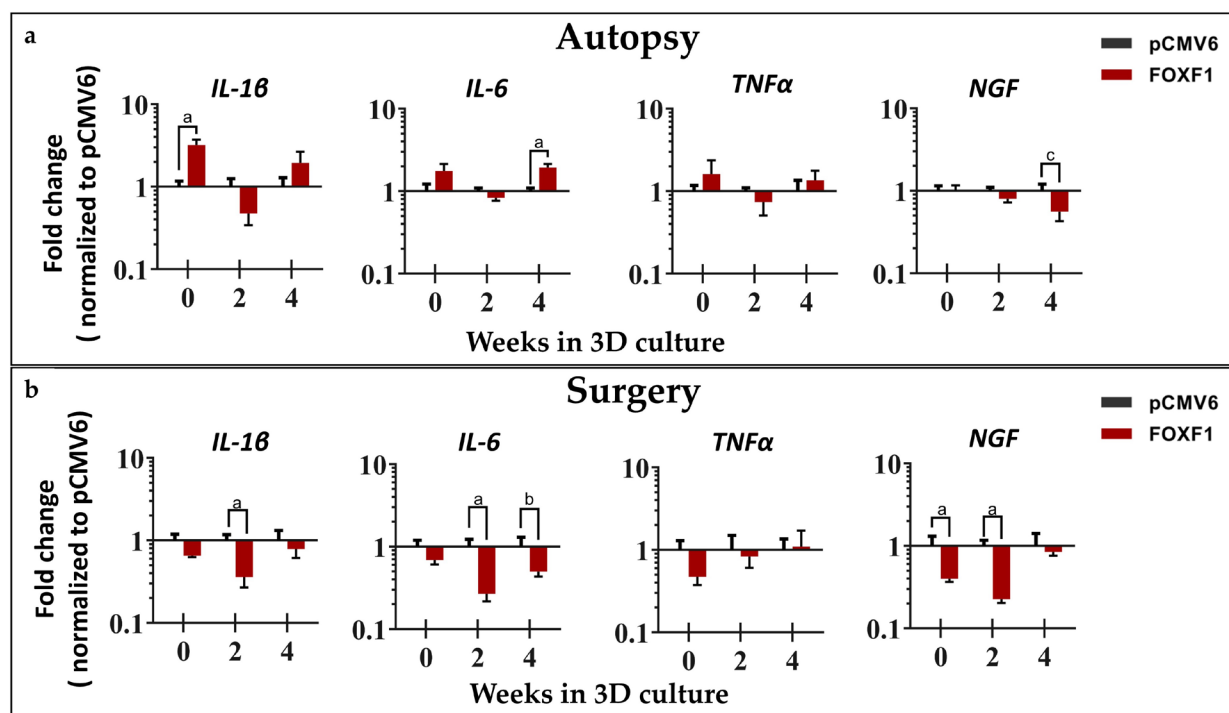 a
Autopsy
pCMV6
FOXF1
IL-1β
IL-6
TNFα
NGF
Fold change
( normalized to pCMV6)
10
1
0.1
a
0
2
4
10
1
0.1
a
0
2
4
10
1
0.1
0
2
4
10
1
0.1
c
0
2
4
Weeks in 3D culture
b
Surgery
pCMV6
FOXF1
IL-1β
IL-6
TNFα
NGF
Fold change
( normalized to pCMV6)
10
1
0.1
a
0
2
4
10
1
0.1
a
b
0
2
4
10
1
0.1
0
2
4
10
1
0.1
a
a
0
2
4
Weeks in 3D culture